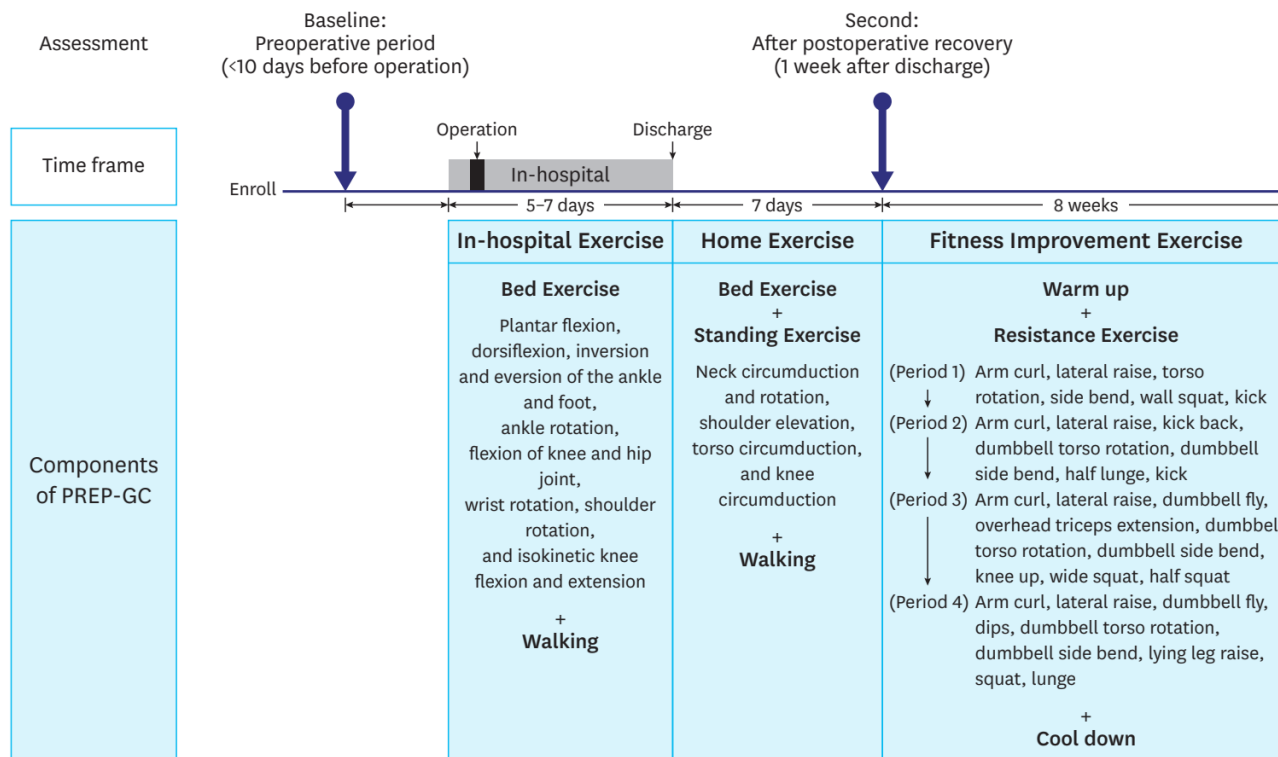 Assessment
Baseline:
Preoperative period
(<10 days before operation)
Second:
After postoperative recovery
(1 week after discharge)
Time frame
Enroll
Operation
Discharge
In-hospital
5–7 days
7 days
8 weeks
Components
of PREP-GC
In-hospital Exercise
Bed Exercise
Plantar flexion,
dorsiflexion, inversion
and eversion of the ankle
and foot,
ankle rotation,
flexion of knee and hip
joint,
wrist rotation, shoulder
rotation,
and isokinetic knee
flexion and extension
+
Walking
Home Exercise
Bed Exercise
+
Standing Exercise
Neck circumduction
and rotation,
shoulder elevation,
torso circumduction,
and knee
circumduction
+
Walking
Fitness Improvement Exercise
Warm up
+
Resistance Exercise
(Period 1) Arm curl, lateral raise, torso
rotation, side bend, wall squat, kick
(Period 2) Arm curl, lateral raise, kick back,
dumbbell torso rotation, dumbbell
side bend, half lunge, kick
(Period 3) Arm curl, lateral raise, dumbbell fly,
overhead triceps extension, dumbbel
torso rotation, dumbbell side bend,
knee up, wide squat, half squat
(Period 4) Arm curl, lateral raise, dumbbell fly,
dips, dumbbell torso rotation,
dumbbell side bend, lying leg raise,
squat, lunge
+
Cool down